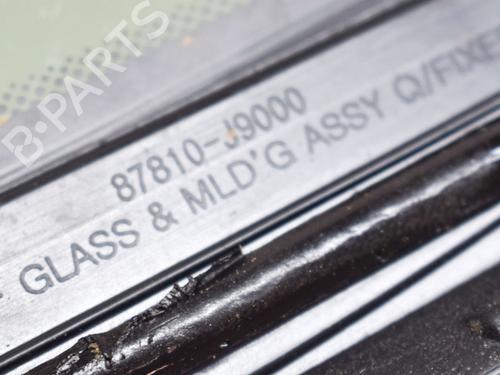 B-PARTS
87810-J9000
GLASS & MLD'G ASSY Q/FIXE